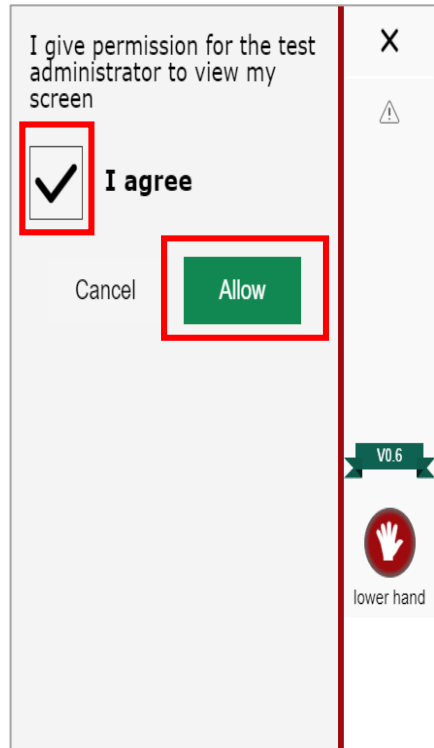 I give permission for the test
administrator to view my
screen
I agree
Cancel
Allow
V0.6
lower hand